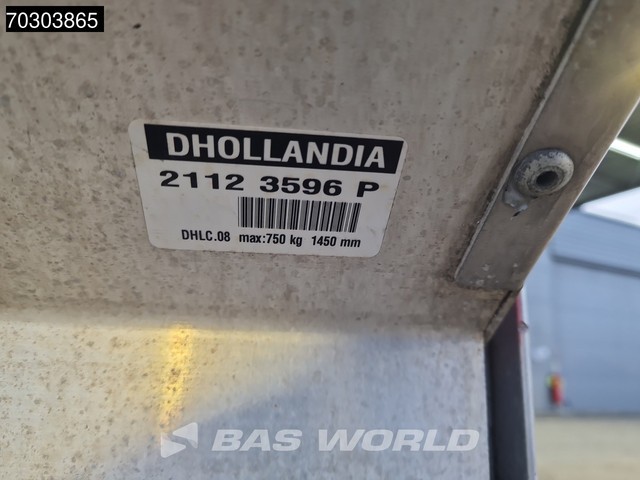 70303865
DHOLLANDIA
2112 3596 P
DHLC.08 max:750 kg 1450 mm
BAS WORLD